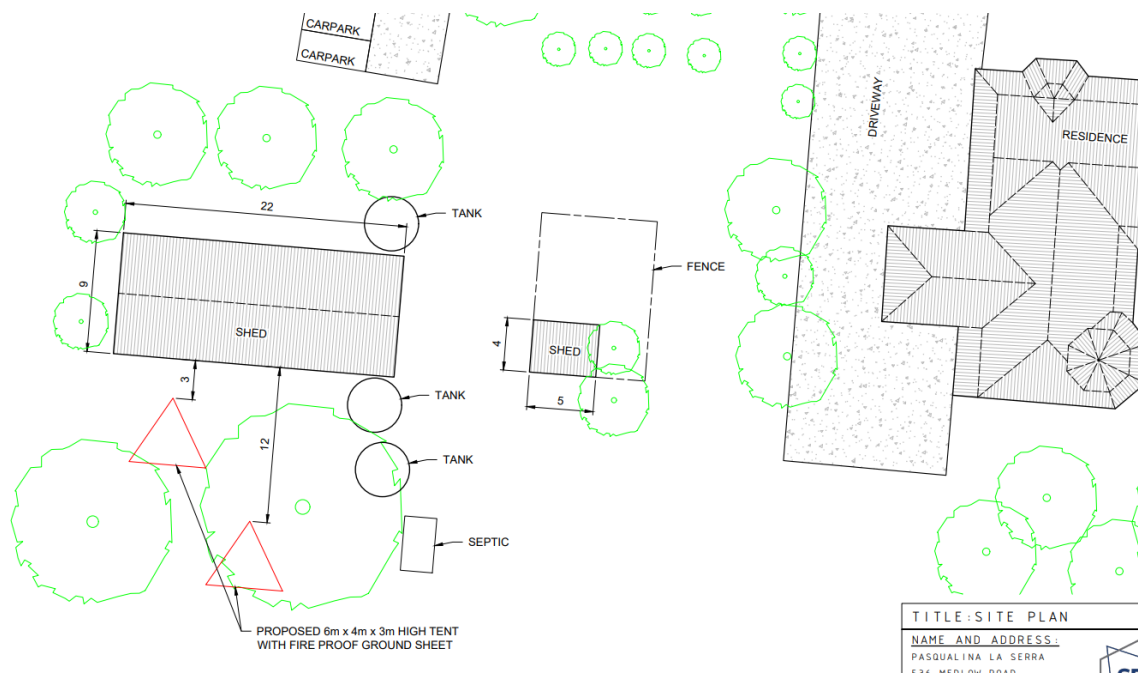 CARPARK
CARPARK
DRIVEWAY
RESIDENCE
22
TANK
FENCE
9
SHED
SHED
4
5
3
TANK
12
TANK
SEPTIC
PROPOSED 6m x 4m x 3m HIGH TENT
WITH FIRE PROOF GROUND SHEET
TITLE: SITE PLAN
NAME AND ADDRESS:
PASQUALINA LA SERRA